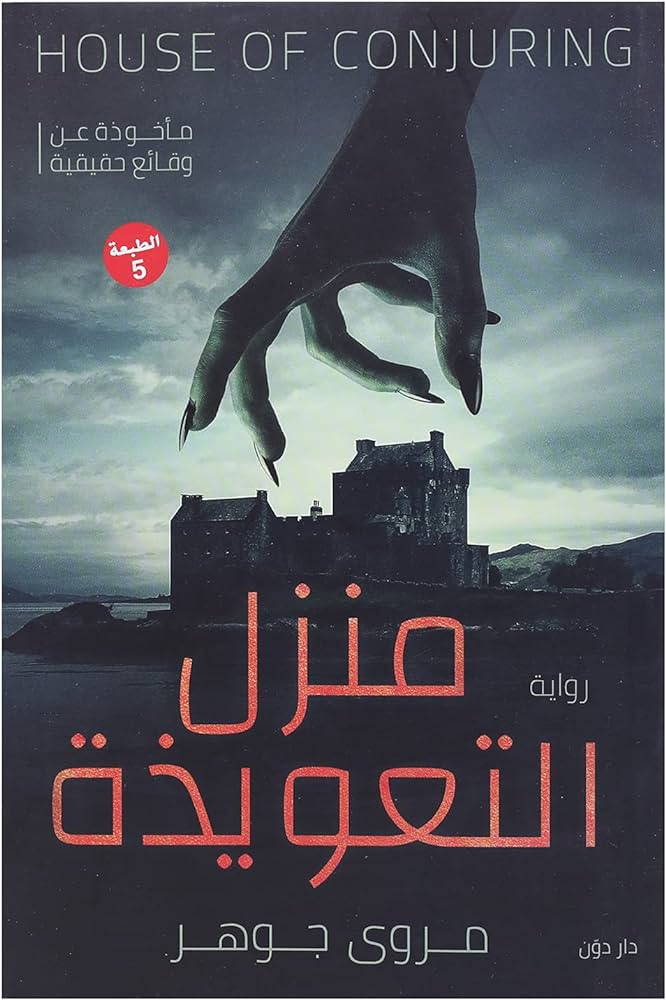 HOUSE OF CONJURING
مأخوذة عن
وقائع حقيقية
الطبعة
5
منزل
رواية
التعويذة
مروى جوهر
دار دوّن